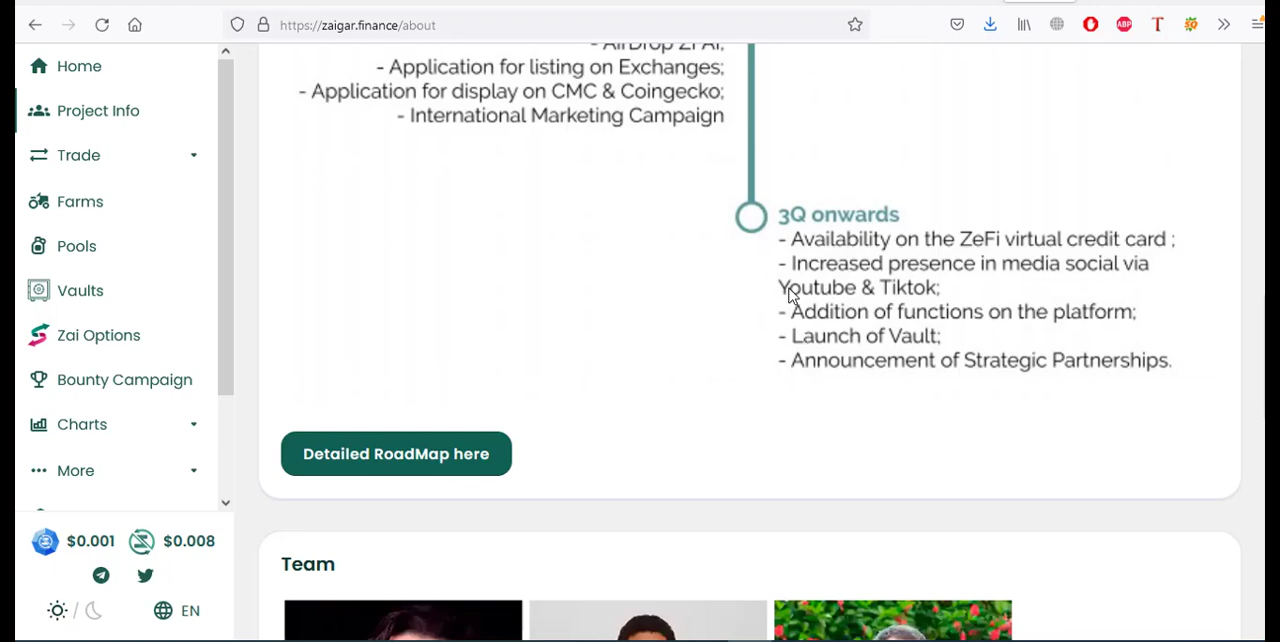 https://zaigar.finance/about
Home
Project Info
Trade
Farms
Pools
Vaults
Zai Options
Bounty Campaign
Charts
More
$0.001 $0.008
EN
- AirDrop ZFAI;
- Application for listing on Exchanges;
- Application for display on CMC & Coingecko;
- International Marketing Campaign
3Q onwards
- Availability on the ZeFi virtual credit card ;
- Increased presence in media social via
Youtube & Tiktok;
- Addition of functions on the platform;
- Launch of Vault;
- Announcement of Strategic Partnerships.
Detailed RoadMap here
Team